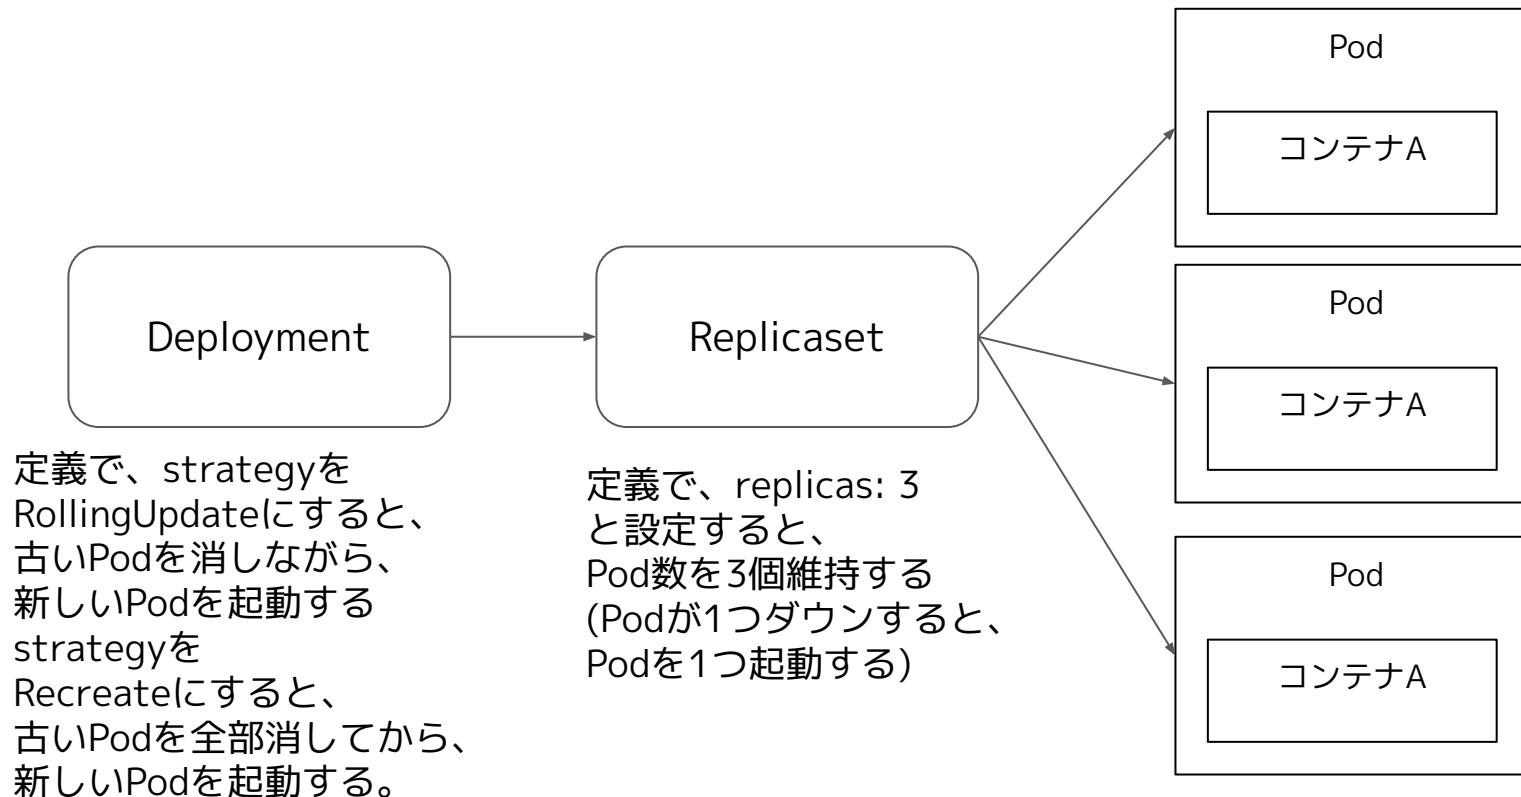 Deployment
定義で、strategyを
RollingUpdateにすると、
古いPodを消しながら、
新しいPodを起動する
strategyを
Recreateにすると、
古いPodを全部消してから、
新しいPodを起動する。
Replicaset
定義で、replicas: 3
と設定すると、
Pod数を3個維持する
(Podが1つダウンすると、
Podを1つ起動する)
Pod
コンテナA
Pod
コンテナA
Pod
コンテナA